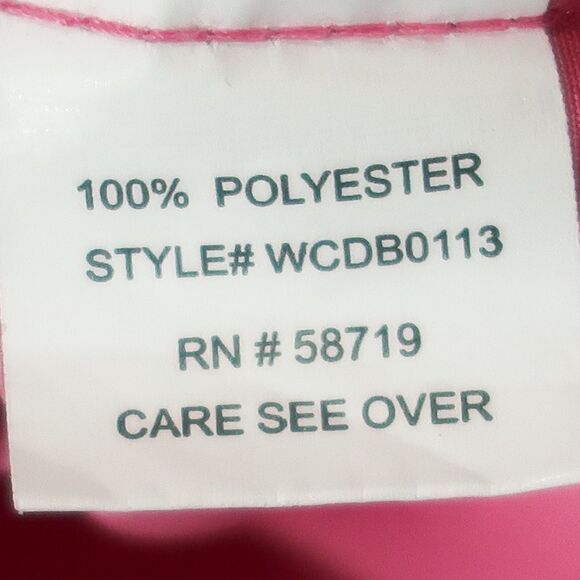 100% POLYESTER
STYLE# WCDB0113
RN # 58719
CARE SEE OVER